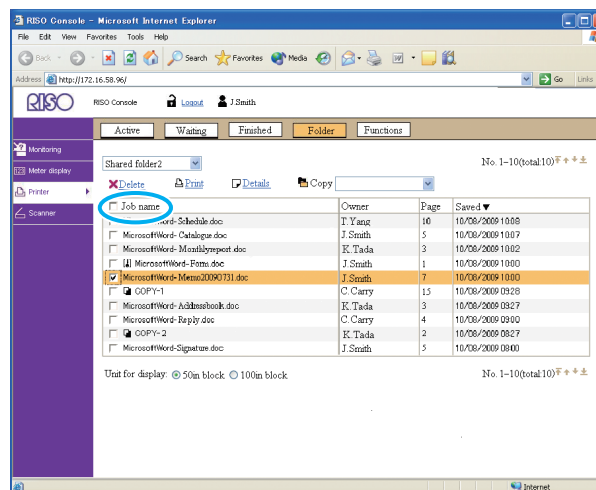 RISO Console - Microsoft Internet Explorer
File Edit View Favorites Tools Help
Back Search Favorites Media
Address http://172.16.58.96/ Go Links
RISO RISO Console Logout J.Smith
Active Waiting Finished Folder Functions
Monitoring
Meter display
Printer
Scanner
Shared folder2 No. 1-10(total:10)
Delete Print Details Copy
Job name Owner Page Saved ▼
Word- Schedule.doc T. Yang 10 10/08/2009 10:08
MicrosoftWord- Catalogue.doc J. Smith 5 10/08/2009 10:07
MicrosoftWord- Monthlyreport.doc K. Tada 3 10/08/2009 10:02
MicrosoftWord-Form.doc J. Smith 1 10/08/2009 10:00
MicrosoftWord- Memo20090731.doc J. Smith 7 10/08/2009 10:00
COPY-1 C. Carry 15 10/08/2009 09:28
MicrosoftWord- Addressbook.doc K. Tada 3 10/08/2009 09:27
MicrosoftWord- Reply.doc C. Carry 4 10/08/2009 09:00
COPY-2 K. Tada 2 10/08/2009 08:27
MicrosoftWord-Signature.doc J. Smith 5 10/08/2009 08:00
Unit for display: 50in block 100in block No. 1-10(total:10)
Internet